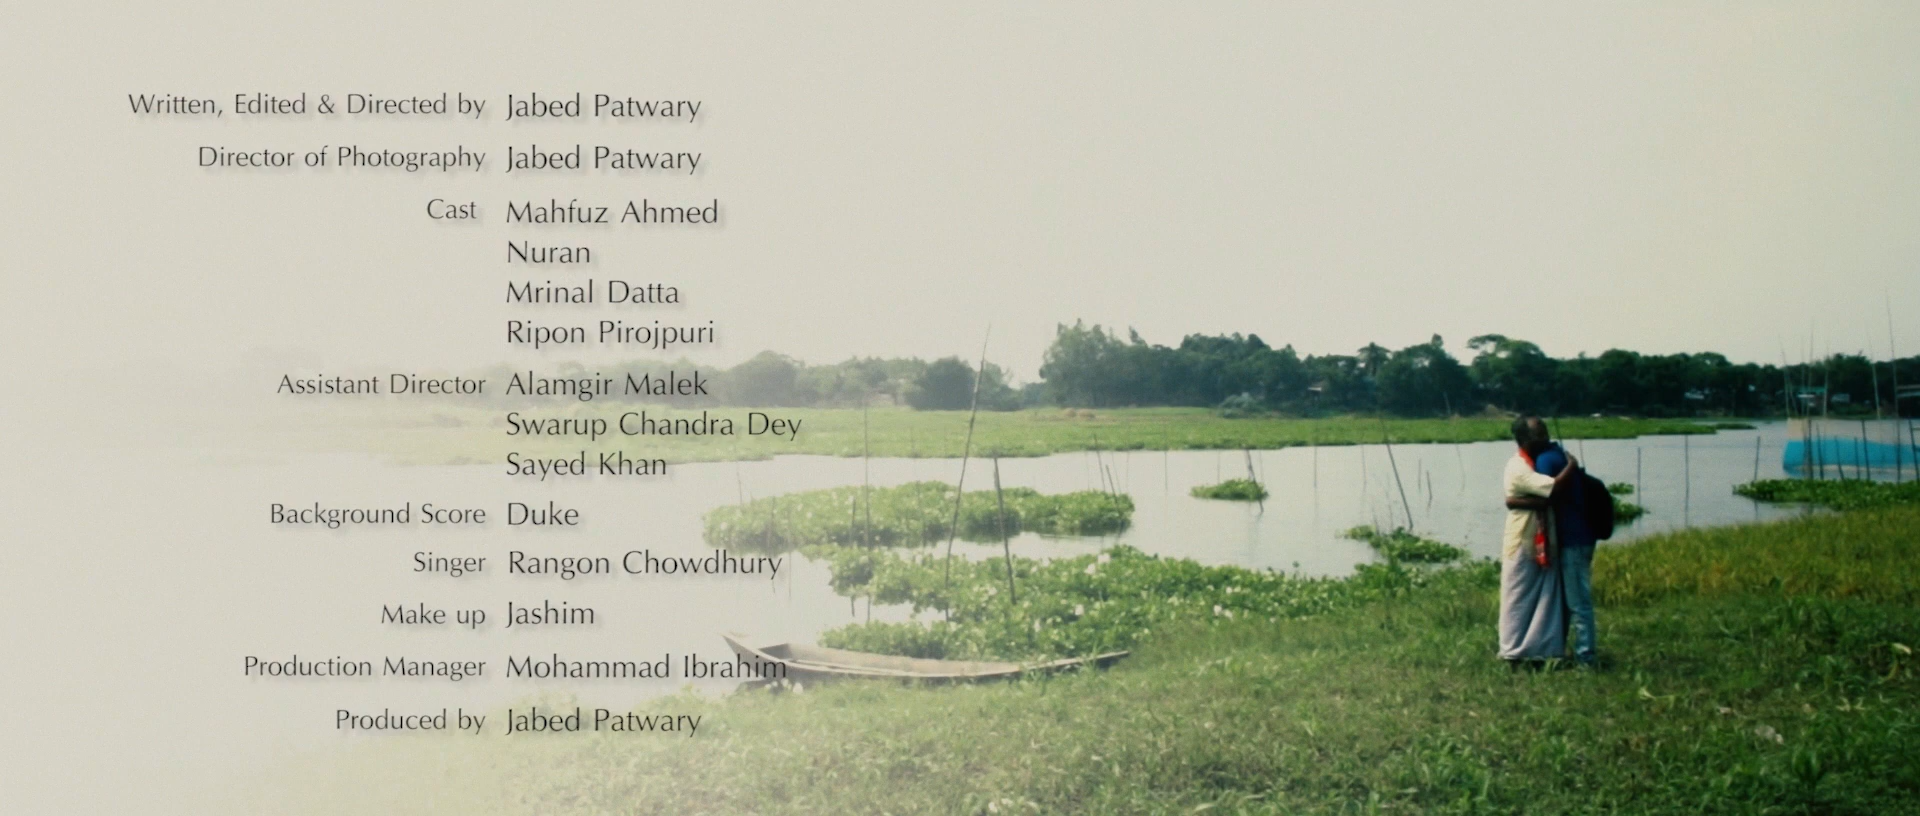 Written, Edited & Directed by Jabed Patwary
Director of Photography Jabed Patwary
Cast Mahfuz Ahmed
Nuran
Mrinal Datta
Ripon Pirojpuri
Assistant Director Alamgir Malek
Swarup Chandra Dey
Sayed Khan
Background Score Duke
Singer Rangon Chowdhury
Make up Jashim
Production Manager Mohammad Ibrahim
Produced by Jabed Patwary